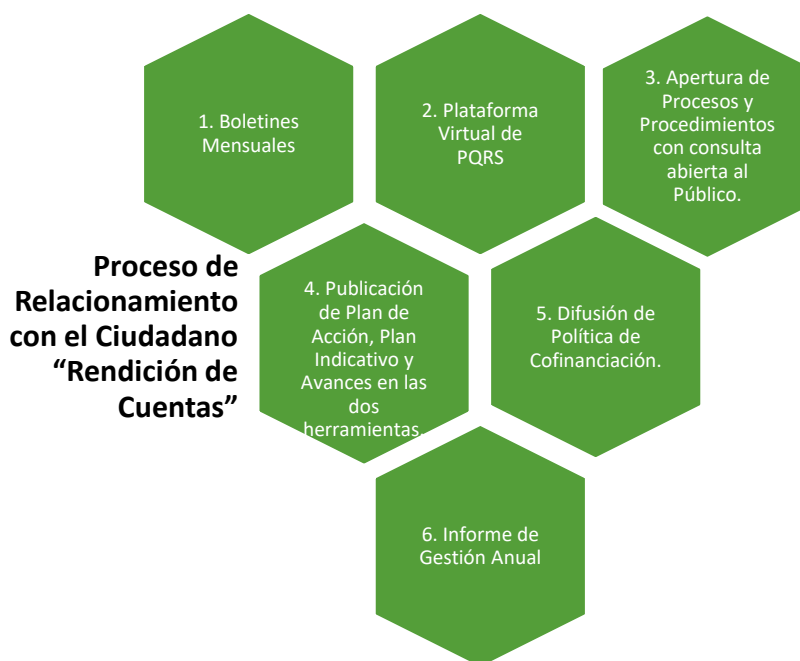 1. Boletines
Mensuales
2. Plataforma
Virtual de
PQRS
3. Apertura de
Procesos y
Procedimientos
con consulta
abierta al
Público.
Proceso de
Relacionamiento
con el Ciudadano
“Rendición de
Cuentas”
4. Publicación
de Plan de
Acción, Plan
Indicativo y
Avances en las
dos
herramientas.
5. Difusión de
Política de
Cofinanciación.
6. Informe de
Gestión Anual